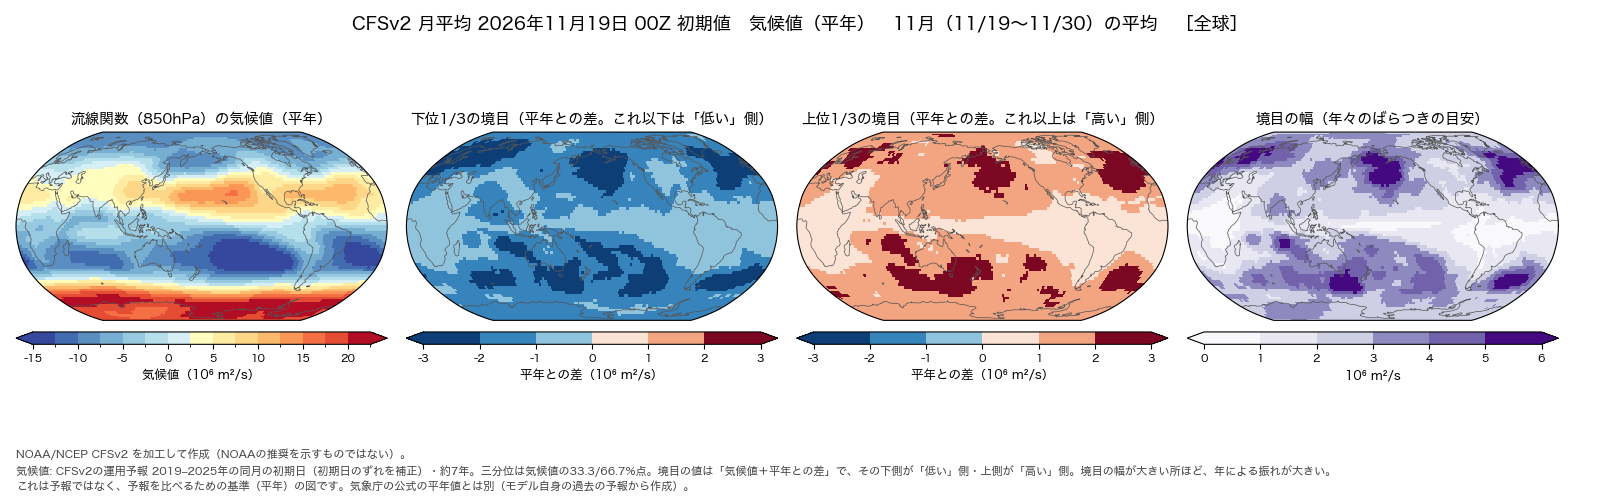 CFSv2 月平均 2026年11月19日 00Z 初期値　気候値（平年）　11月（11/19〜11/30）の平均　［全球］
流線関数（850hPa）の気候値（平年）
下位1/3の境目（平年との差。これ以下は「低い」側）
上位1/3の境目（平年との差。これ以上は「高い」側）
境目の幅（年々のばらつきの目安）
-15 -10 -5 0 5 10 15 20
-3 -2 -1 0 1 2 3
-3 -2 -1 0 1 2 3
0 1 2 3 4 5 6
気候値（10⁶ m²/s）
平年との差（10⁶ m²/s）
平年との差（10⁶ m²/s）
10⁶ m²/s
NOAA/NCEP CFSv2 を加工して作成（NOAAの推奨を示すものではない）。
気候値: CFSv2の運用予報 2019–2025年の同月の初期日（初期日のずれを補正）・約7年。三分位は気候値の33.3/66.7%点。境目の値は「気候値＋平年との差」で、その下側が「低い」側・上側が「高い」側。境目の幅が大きい所ほど、年による振れが大きい。
これは予報ではなく、予報を比べるための基準（平年）の図です。気象庁の公式の平年値とは別（モデル自身の過去の予報から作成）。